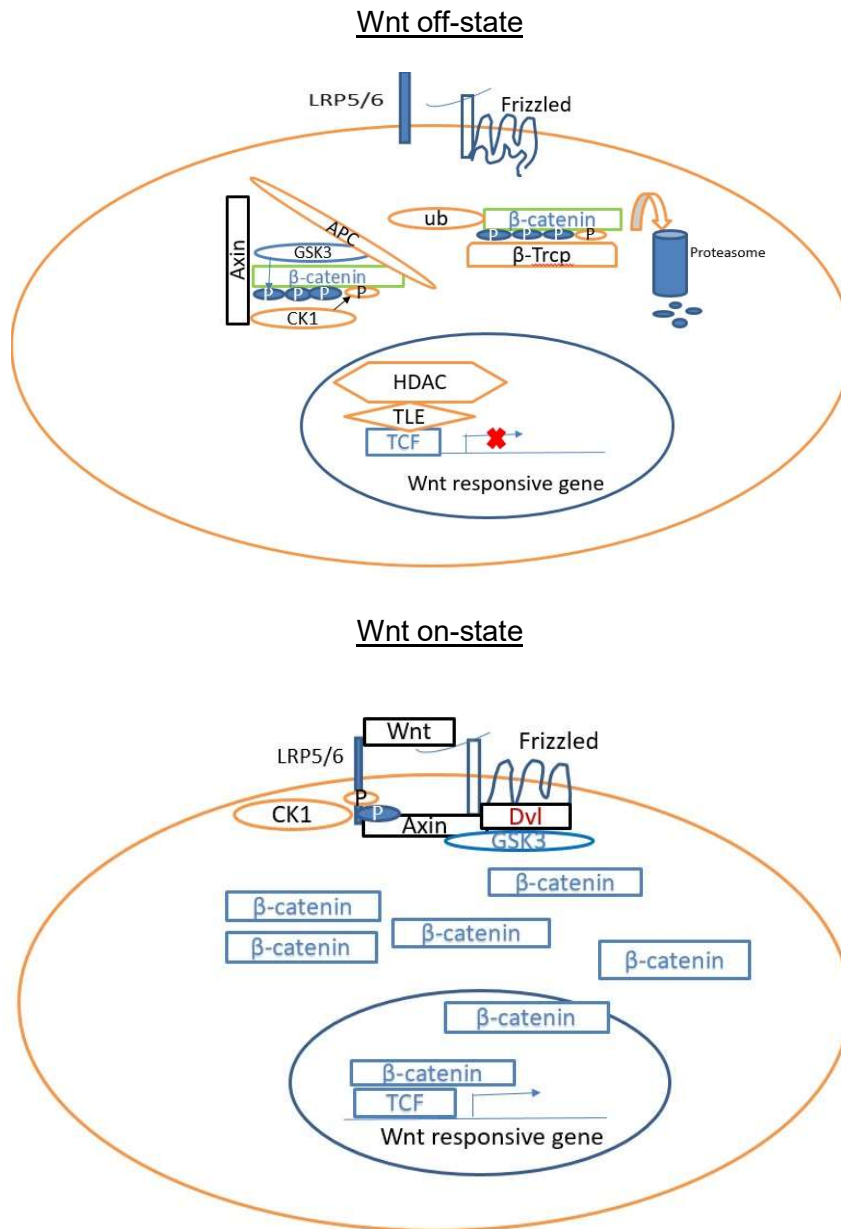 Wnt off-state
LRP5/6
Frizzled
Axin
APC
GSK3
β-catenin
P P P P
CK1
ub
β-catenin
P P P P
β-Trcp
Proteasome
HDAC
TLE
TCF
Wnt responsive gene
Wnt on-state
Wnt
LRP5/6
Frizzled
CK1
P
P
Axin
Dvl
GSK3
β-catenin
β-catenin
β-catenin
β-catenin
β-catenin
β-catenin
β-catenin
TCF
Wnt responsive gene